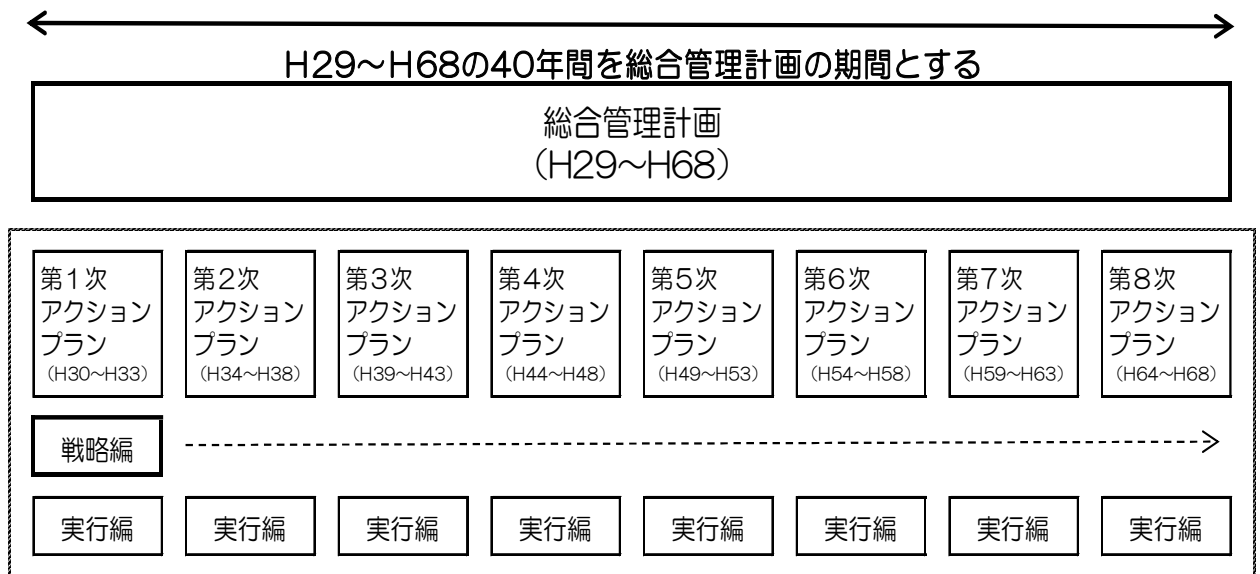 H29～H68の40年間を総合管理計画の期間とする
総合管理計画
（H29～H68）
第1次
アクション
プラン
（H30～H33）
第2次
アクション
プラン
（H34～H38）
第3次
アクション
プラン
（H39～H43）
第4次
アクション
プラン
（H44～H48）
第5次
アクション
プラン
（H49～H53）
第6次
アクション
プラン
（H54～H58）
第7次
アクション
プラン
（H59～H63）
第8次
アクション
プラン
（H64～H68）
戦略編
実行編
実行編
実行編
実行編
実行編
実行編
実行編
実行編